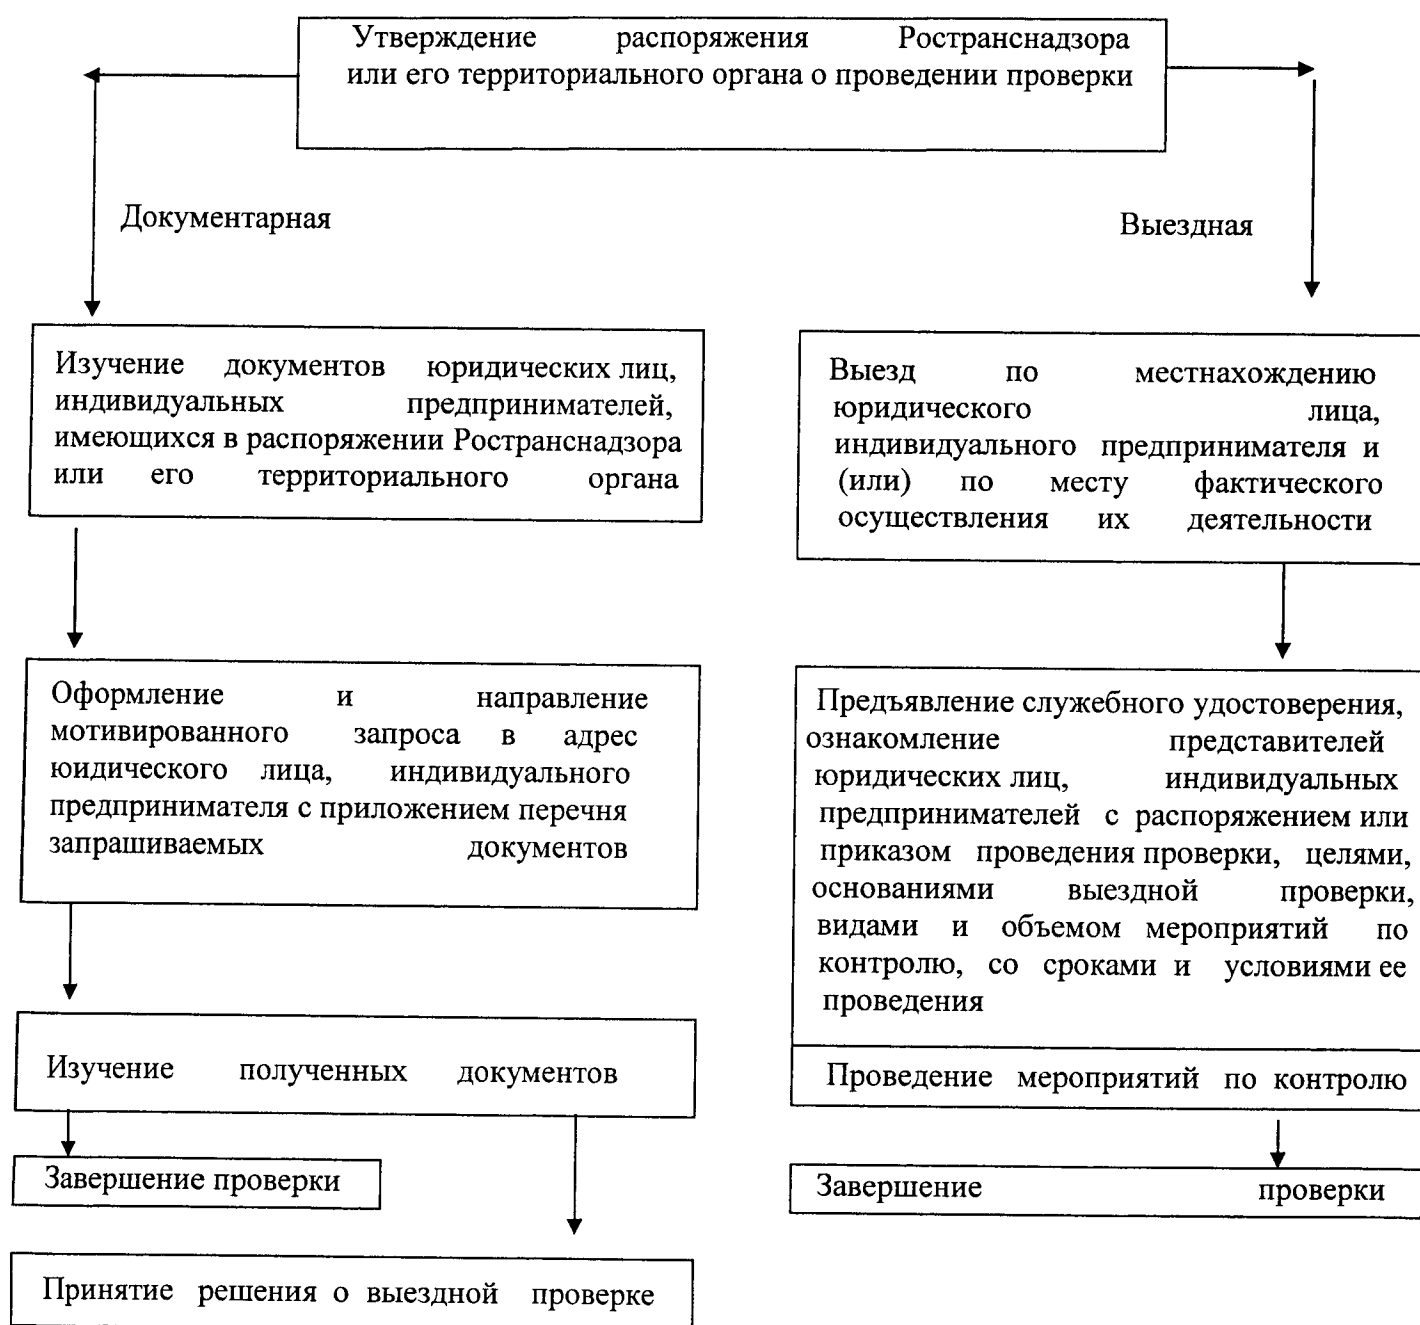 Утверждение распоряжения Ространснадзора
или его территориального органа о проведении проверки
Документарная
Выездная
Изучение документов юридических лиц,
индивидуальных предпринимателей,
имеющихся в распоряжении Ространснадзора
или его территориального органа
Выезд по местнахождению
юридического лица,
индивидуального предпринимателя и
(или) по месту фактического
осуществления их деятельности
Оформление и направление
мотивированного запроса в адрес
юидического лица, индивидуального
предпринимателя с приложением перечня
запрашиваемых документов
Предъявление служебного удостоверения,
ознакомление представителей
юридических лиц, индивидуальных
предпринимателей с распоряжением или
приказом проведения проверки, целями,
основаниями выездной проверки,
видами и объемом мероприятий по
контролю, со сроками и условиями ее
проведения
Изучение полученных документов
Проведение мероприятий по контролю
Завершение проверки
Завершение проверки
Принятие решения о выездной проверке